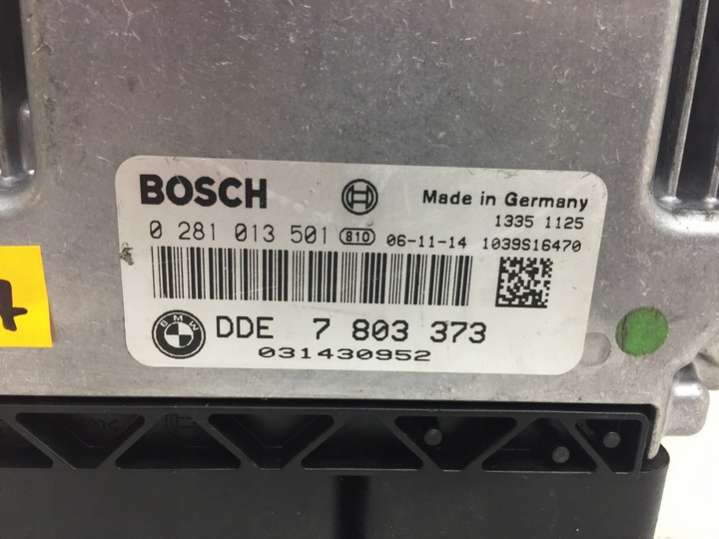 BOSCH Made in Germany
1335 1125
0 281 013 501 810 06-11-14 1039S16470
BMW DDE 7 803 373
031430952